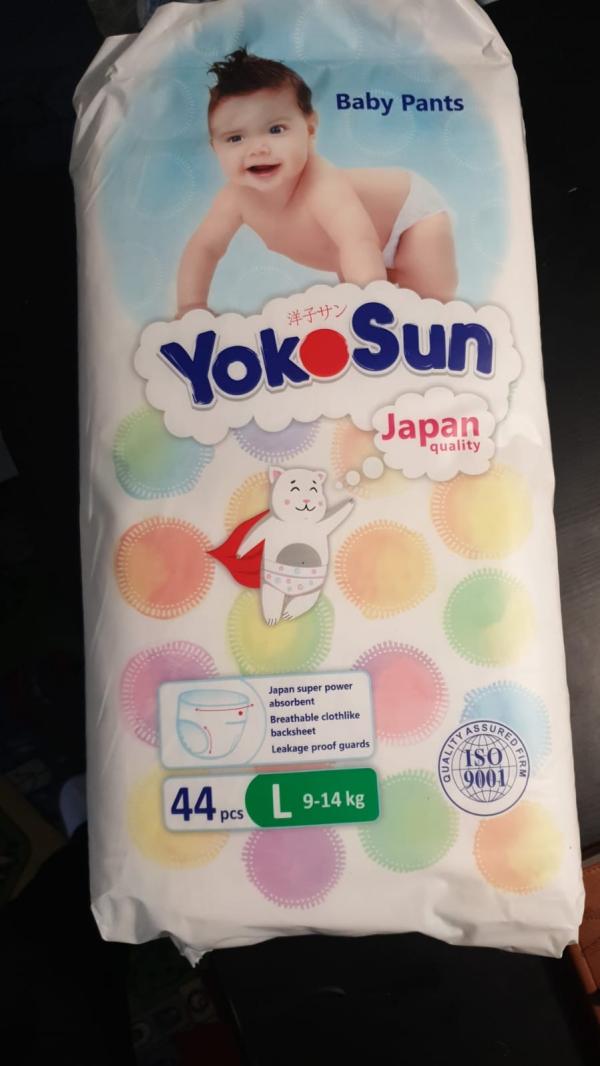 Baby Pants
洋子サン
YokoSun
Japan
quality
Japan super power
absorbent
Breathable clothlike
backsheet
Leakage proof guards
44 pcs L 9-14 kg
QUALITY ASSURED FIRM
ISO
9001